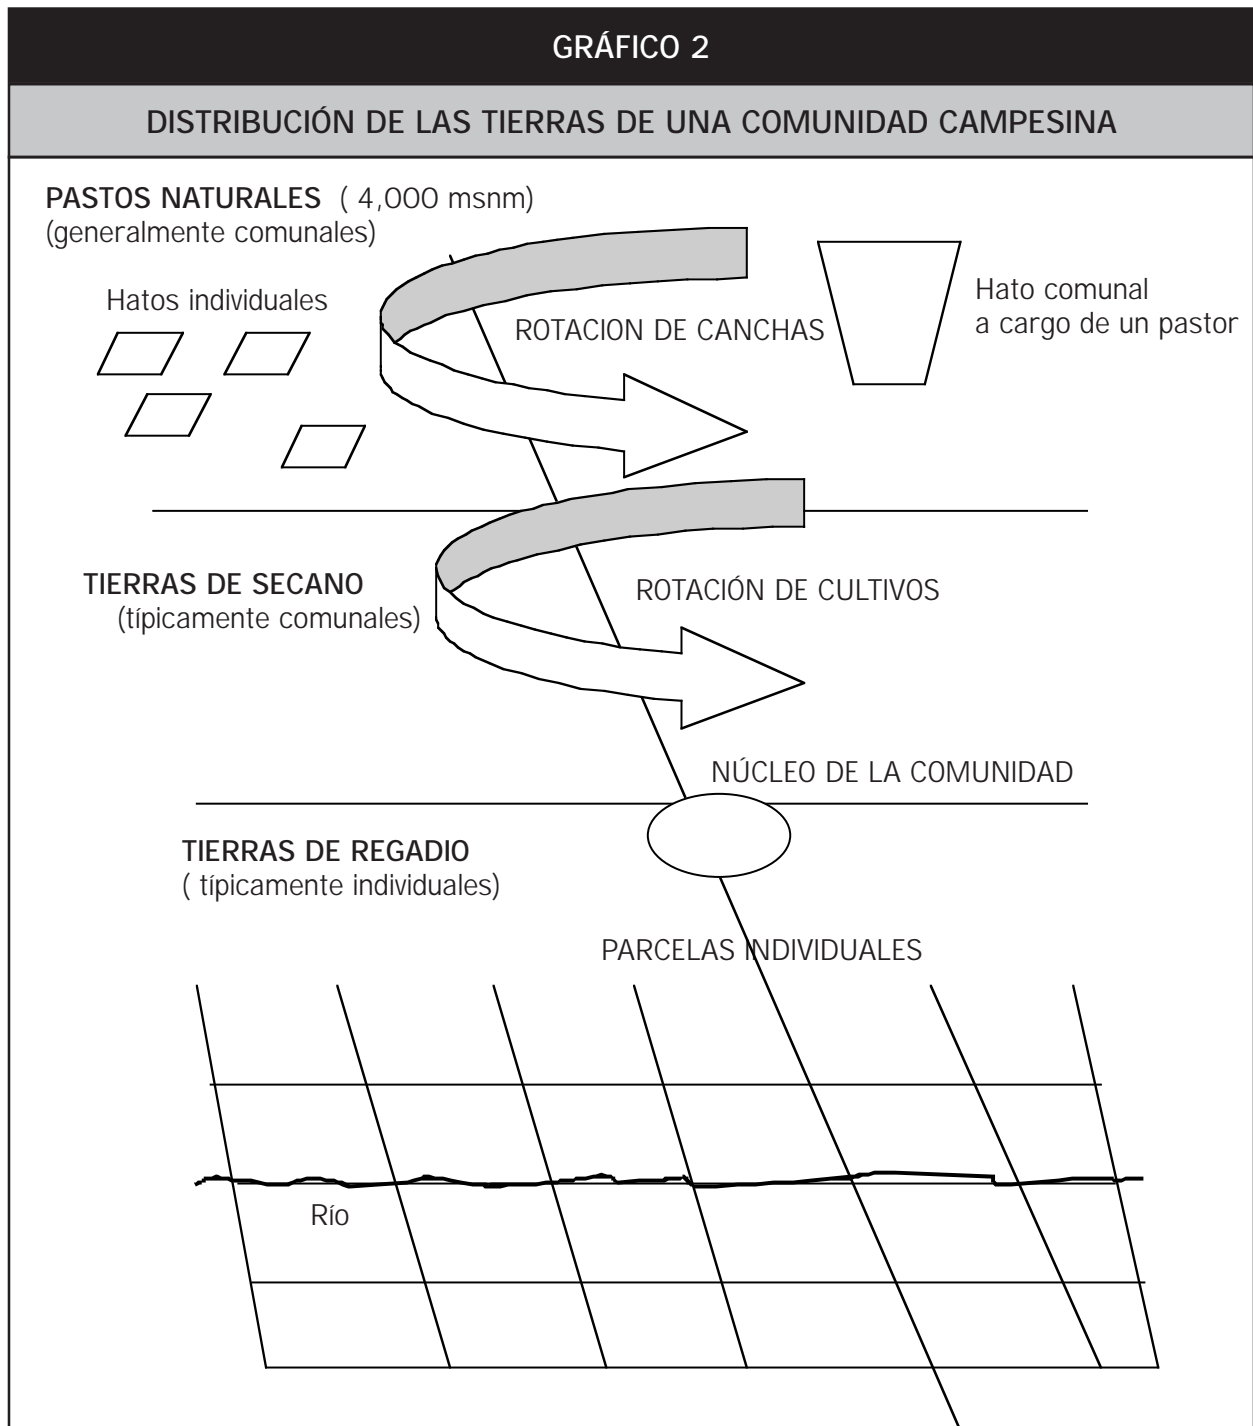 GRÁFICO 2
DISTRIBUCIÓN DE LAS TIERRAS DE UNA COMUNIDAD CAMPESINA
PASTOS NATURALES ( 4,000 msnm)
(generalmente comunales)
Hatos individuales
ROTACION DE CANCHAS
Hato comunal
a cargo de un pastor
TIERRAS DE SECANO
(típicamente comunales)
ROTACIÓN DE CULTIVOS
NÚCLEO DE LA COMUNIDAD
TIERRAS DE REGADIO
( típicamente individuales)
PARCELAS INDIVIDUALES
Río